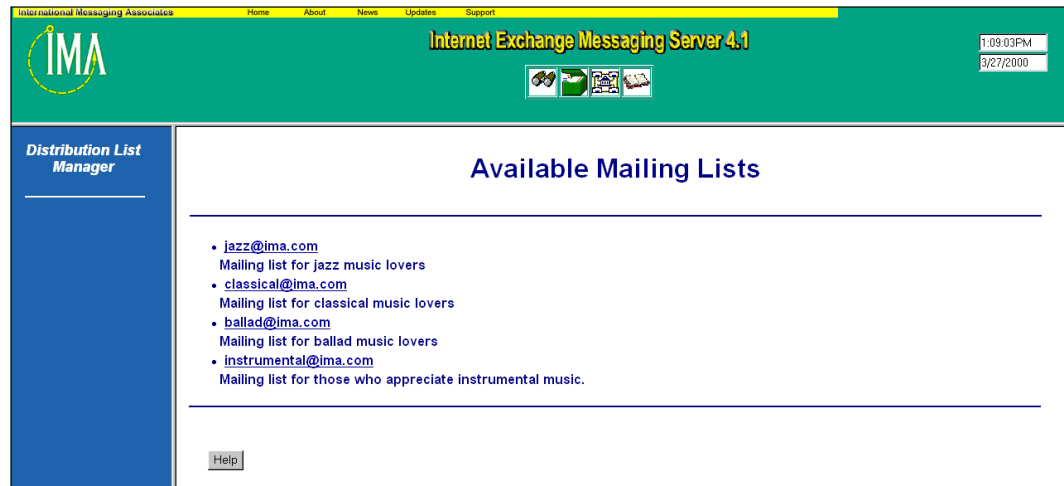 International Messaging Associates Home About News Updates Support
IMA
Internet Exchange Messaging Server 4.1
1:09:03PM
3/27/2000
Distribution List
Manager
Available Mailing Lists
• jazz@ima.com
Mailing list for jazz music lovers
• classical@ima.com
Mailing list for classical music lovers
• ballad@ima.com
Mailing list for ballad music lovers
• instrumental@ima.com
Mailing list for those who appreciate instrumental music.
Help